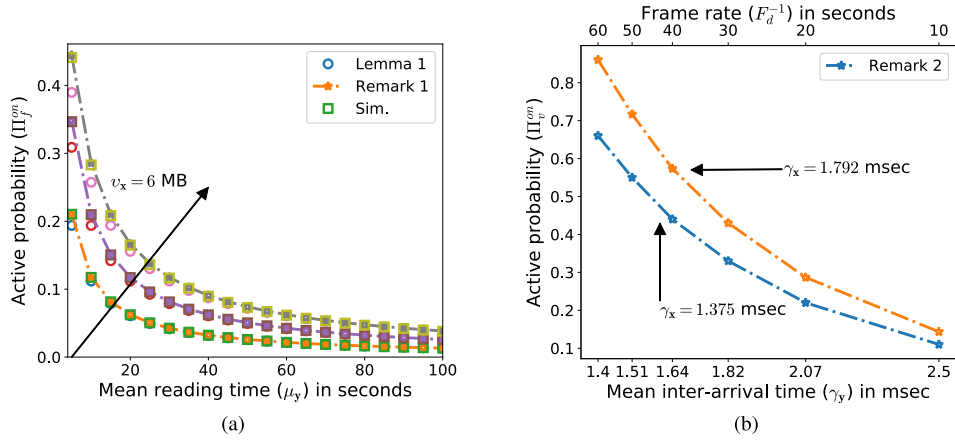 Lemma 1
Remark 1
Sim.
υₓ = 6 MB
Active probability (Π_f^{on})
0.4
0.3
0.2
0.1
0.0
20 40 60 80 100
Mean reading time (μ_y) in seconds
(a)
Frame rate (F_d^{-1}) in seconds
60 50 40 30 20 10
Remark 2
γₓ = 1.792 msec
γₓ = 1.375 msec
Active probability (Π_v^{on})
0.8
0.7
0.6
0.5
0.4
0.3
0.2
0.1
1.4 1.51 1.64 1.82 2.07 2.5
Mean inter-arrival time (γ_y) in msec
(b)